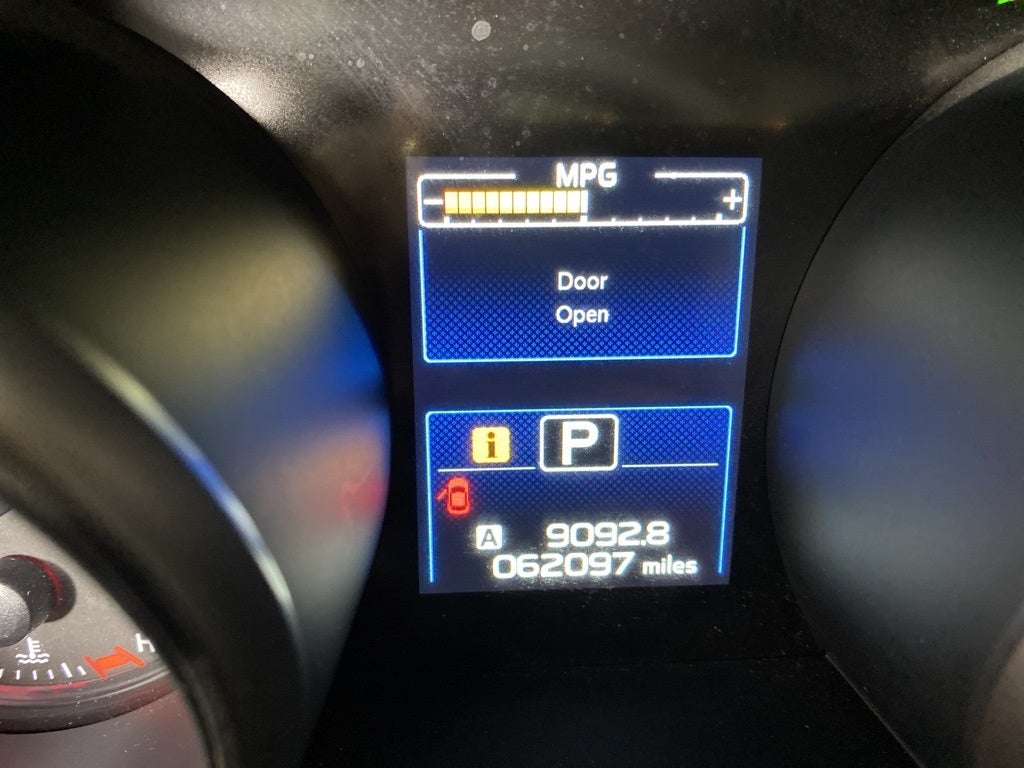 MPG
- +
Door
Open
i P
A 9092.8
062097 miles
H